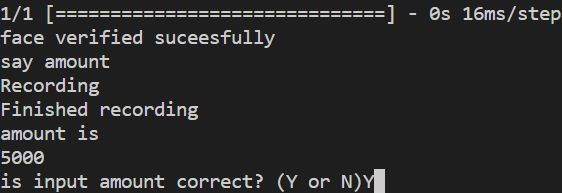 1/1 [==============================] - 0s 16ms/step
face verified suceesfully
say amount
Recording
Finished recording
amount is
5000
is input amount correct? (Y or N)Y